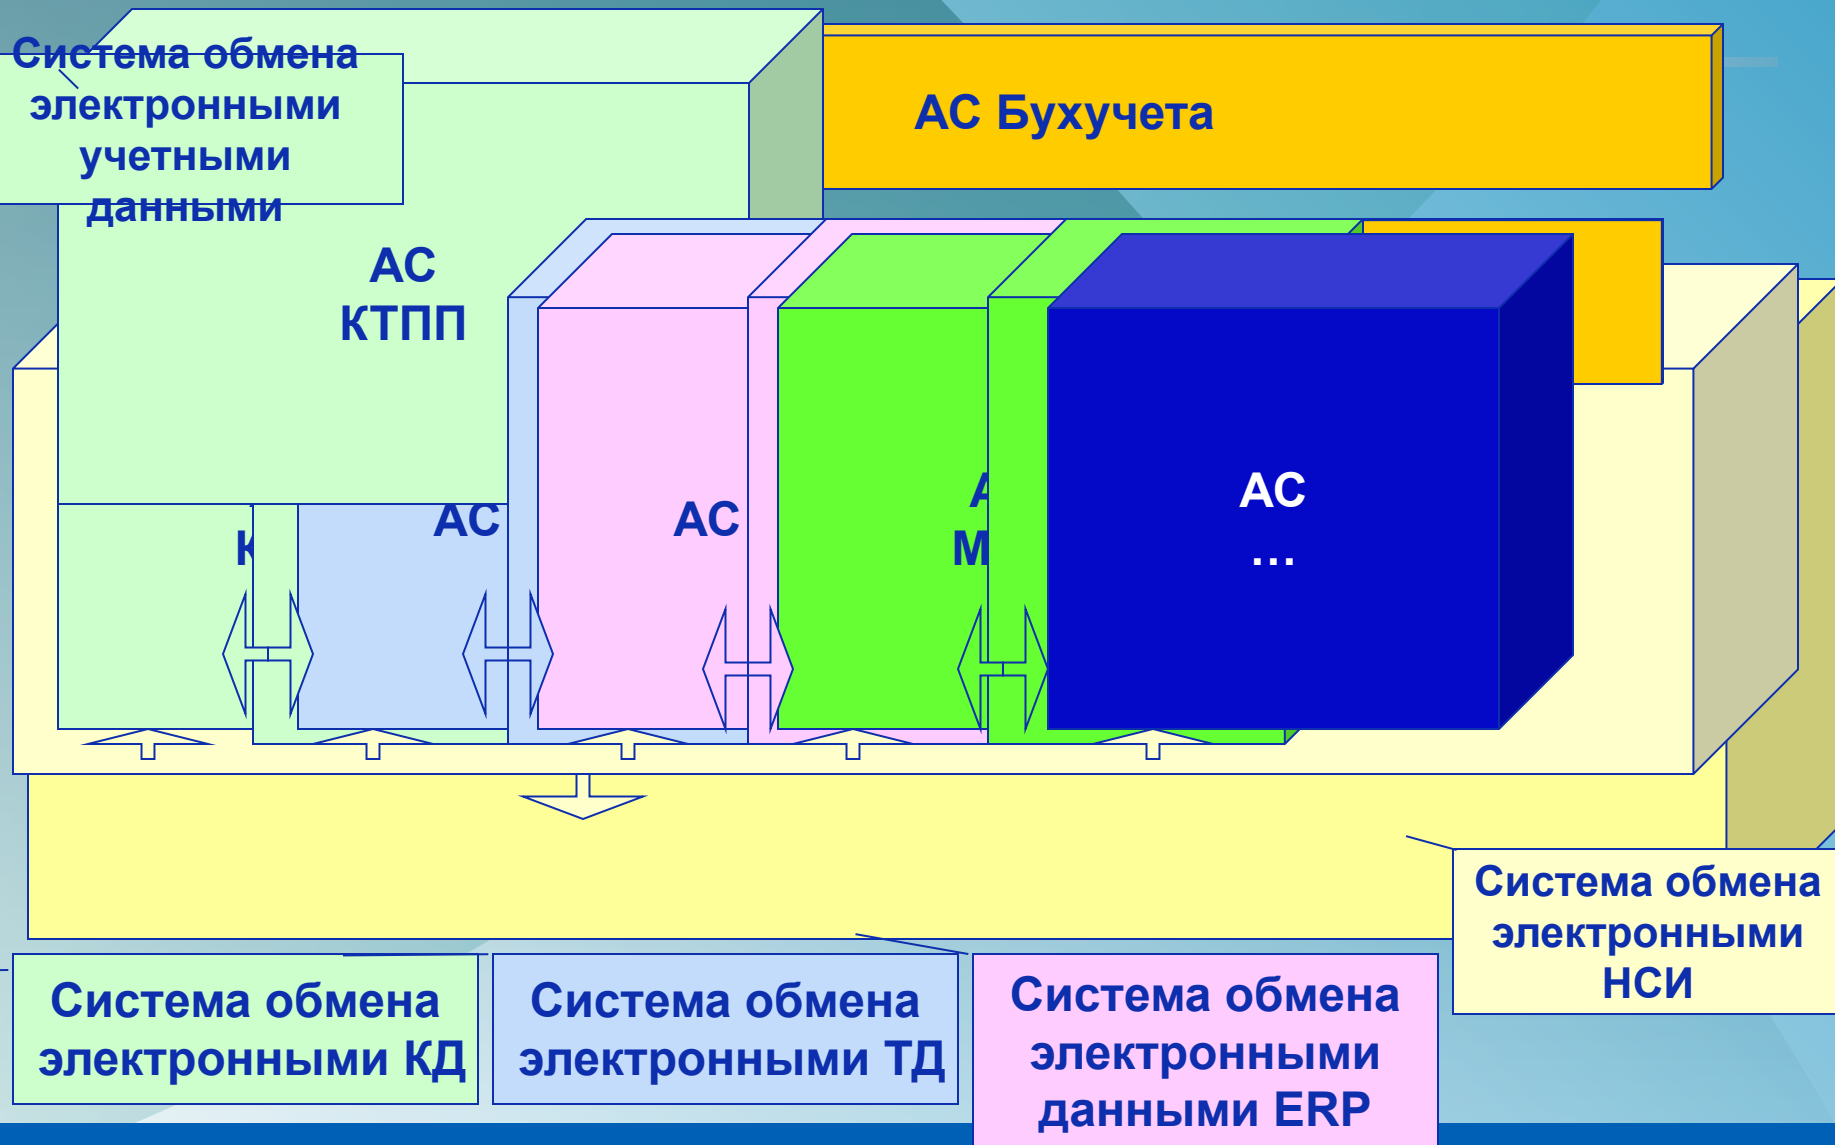 Система обмена
электронными
учетными
данными
АС Бухучета
АС
КТПП
АС
АС
АС
…
Система обмена
электронными
НСИ
Система обмена
электронными КД
Система обмена
электронными ТД
Система обмена
электронными
данными ERP